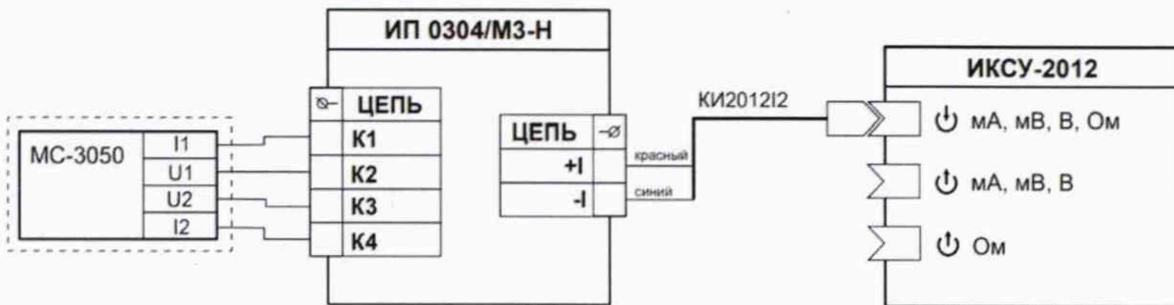 ИП 0304/М3-Н
ИКСУ-2012
КИ2012I2
ЦЕПЬ
МС-3050
I1
U1
U2
I2
К1
К2
К3
К4
ЦЕПЬ
+I
-I
красный
синий
мА, мВ, В, Ом
мА, мВ, В
Ом